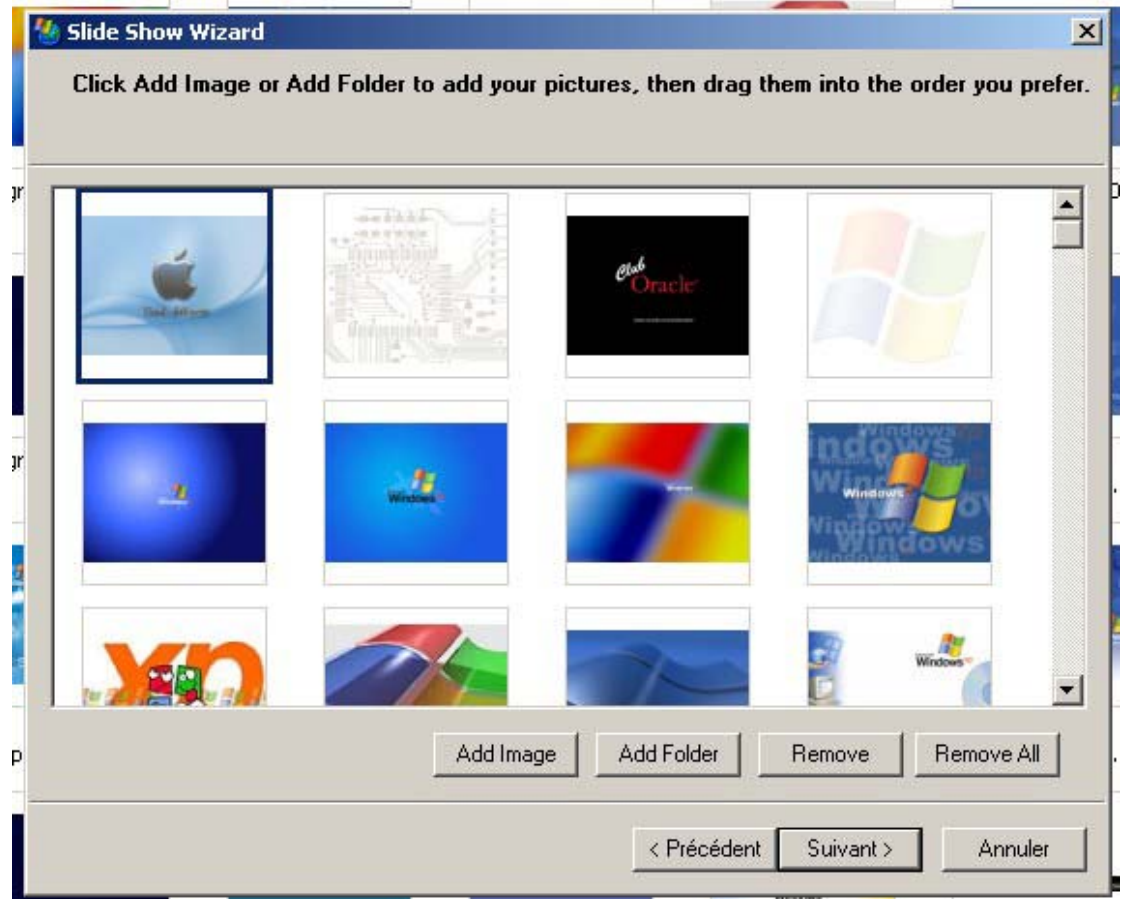 Slide Show Wizard
Click Add Image or Add Folder to add your pictures, then drag them into the order you prefer.
Club
Oracle
Windows
Windows
Windows
Windows
Windows
Windows
xp
Windows
Add Image
Add Folder
Remove
Remove All
< Précédent
Suivant >
Annuler